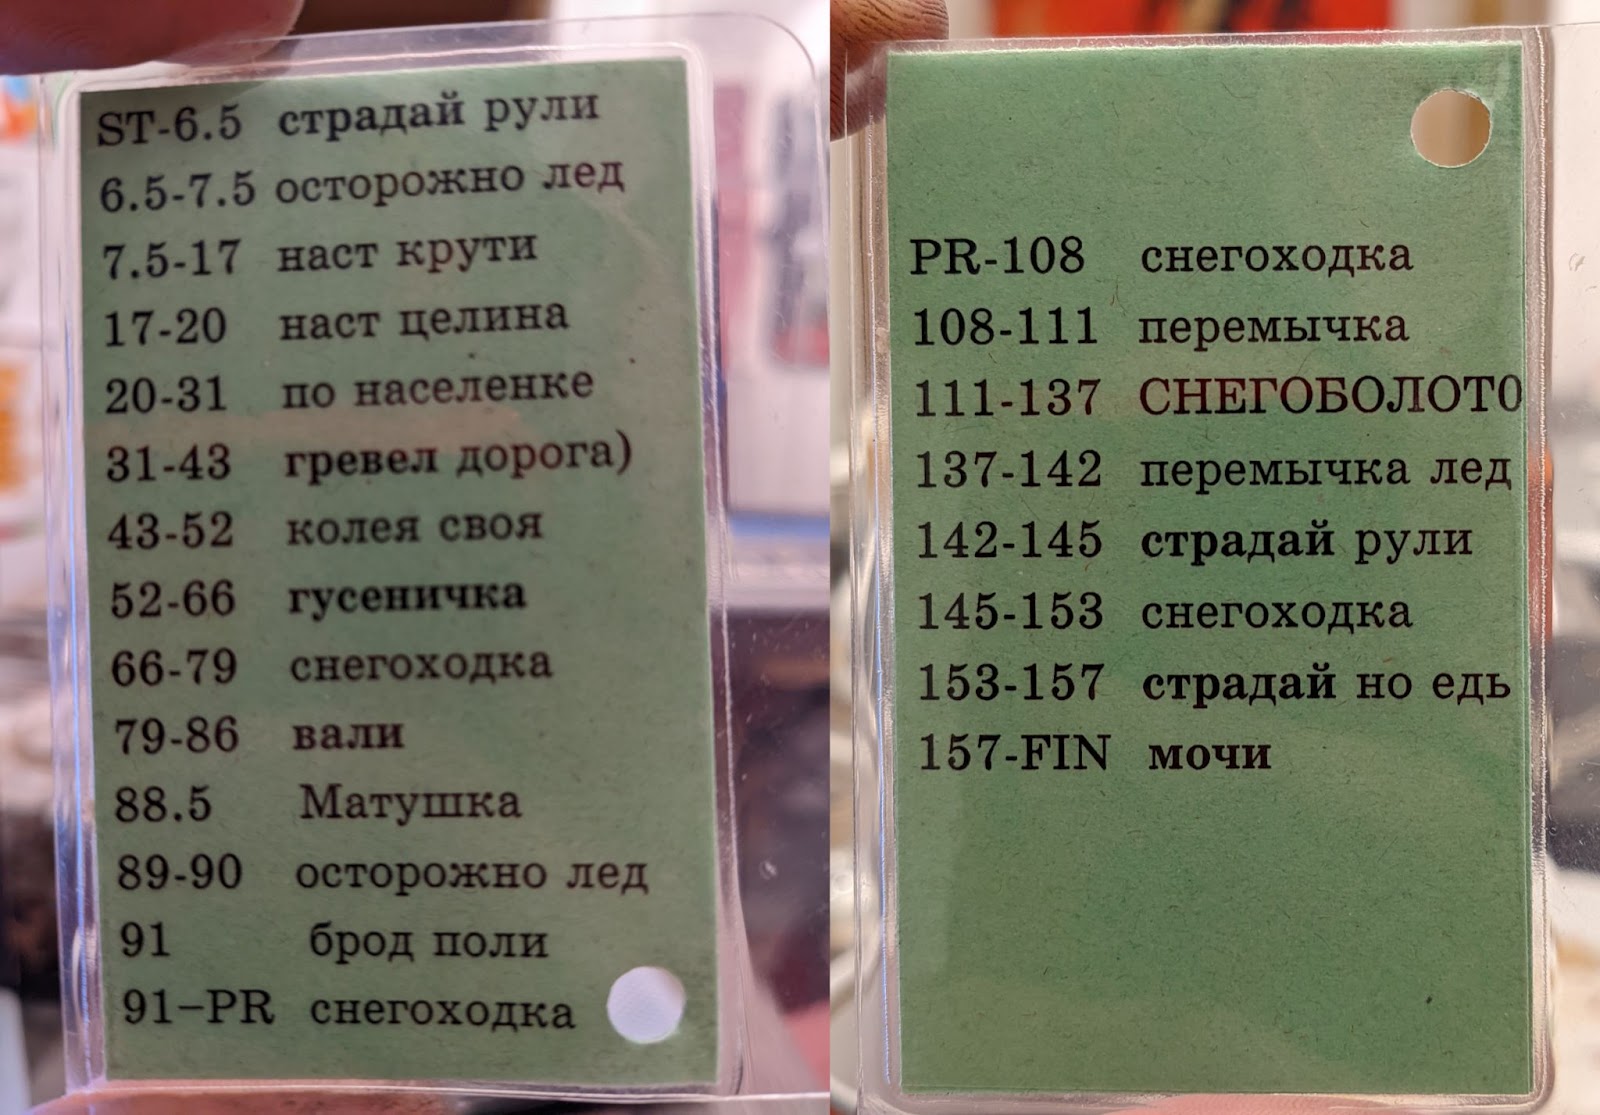 ST-6.5 страдай рули
6.5-7.5 осторожно лед
7.5-17 наст крути
17-20 наст целина
20-31 по населенке
31-43 гревел дорога)
43-52 колея своя
52-66 гусеничка
66-79 снегоходка
79-86 вали
88.5 Матушка
89-90 осторожно лед
91 брод поли
91-PR снегоходка
PR-108 снегоходка
108-111 перемычка
111-137 СНЕГОБОЛОТО
137-142 перемычка лед
142-145 страдай рули
145-153 снегоходка
153-157 страдай но едь
157-FIN мочи